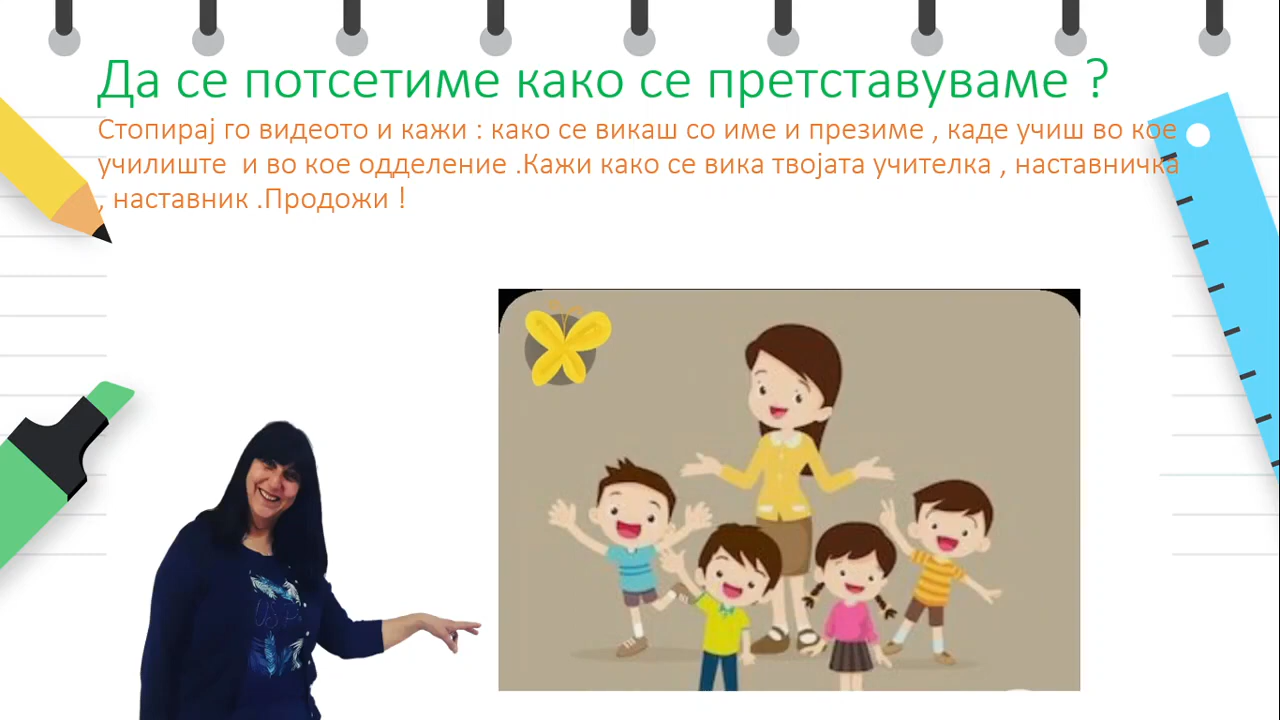 Да се потсетиме како се претставуваме ?
Стопирај го видеото и кажи : како се викаш со име и презиме , каде учиш во кое
училиште  и во кое одделение .Кажи како се вика твојата учителка , наставничка
, наставник .Продожи !